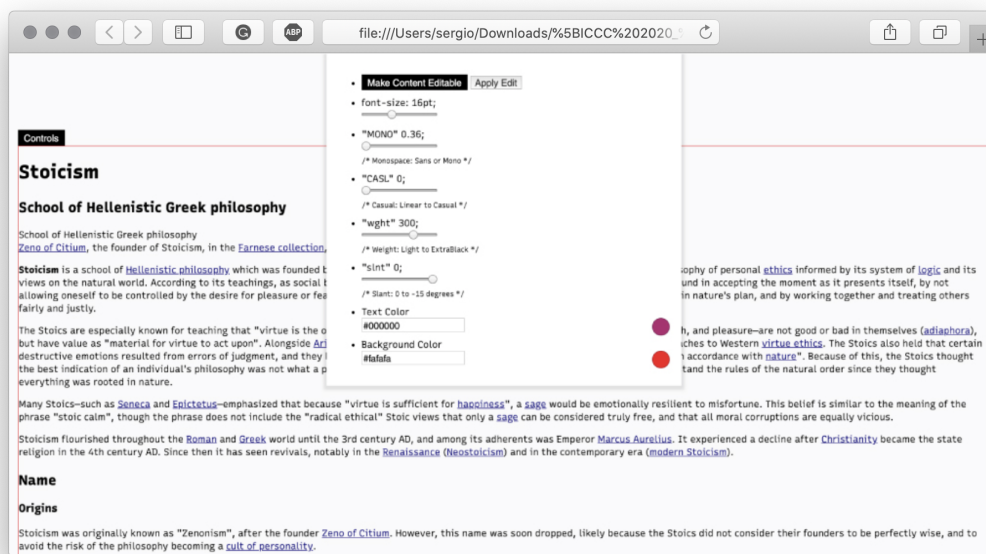 ABP
file:///Users/sergio/Downloads/%5BICCC%202020_
Make Content Editable Apply Edit
font-size: 16pt;
"MONO" 0.36;
/* Monospace: Sans or Mono */
"CASL" 0;
/* Casual: Linear to Casual */
"wght" 300;
/* Weight: Light to ExtraBlack */
"slnt" 0;
/* Slant: 0 to -15 degrees */
Text Color
#000000
Background Color
#fafafa
Controls
Stoicism
School of Hellenistic Greek philosophy
School of Hellenistic Greek philosophy
Zeno of Citium, the founder of Stoicism, in the Farnese collection,
Stoicism is a school of Hellenistic philosophy which was founded b sophy of personal ethics informed by its system of logic and its
views on the natural world. According to its teachings, as social b und in accepting the moment as it presents itself, by not
allowing oneself to be controlled by the desire for pleasure or fea in nature's plan, and by working together and treating others
fairly and justly.
The Stoics are especially known for teaching that "virtue is the o h, and pleasure—are not good or bad in themselves (adiaphora),
but have value as "material for virtue to act upon". Alongside Ari ches to Western virtue ethics. The Stoics also held that certain
destructive emotions resulted from errors of judgment, and they accordance with nature". Because of this, the Stoics thought
the best indication of an individual's philosophy was not what a p tand the rules of the natural order since they thought
everything was rooted in nature.
Many Stoics—such as Seneca and Epictetus—emphasized that because "virtue is sufficient for happiness", a sage would be emotionally resilient to misfortune. This belief is similar to the meaning of the
phrase "stoic calm", though the phrase does not include the "radical ethical" Stoic views that only a sage can be considered truly free, and that all moral corruptions are equally vicious.
Stoicism flourished throughout the Roman and Greek world until the 3rd century AD, and among its adherents was Emperor Marcus Aurelius. It experienced a decline after Christianity became the state
religion in the 4th century AD. Since then it has seen revivals, notably in the Renaissance (Neostoicism) and in the contemporary era (modern Stoicism).
Name
Origins
Stoicism was originally known as "Zenonism", after the founder Zeno of Citium. However, this name was soon dropped, likely because the Stoics did not consider their founders to be perfectly wise, and to
avoid the risk of the philosophy becoming a cult of personality.